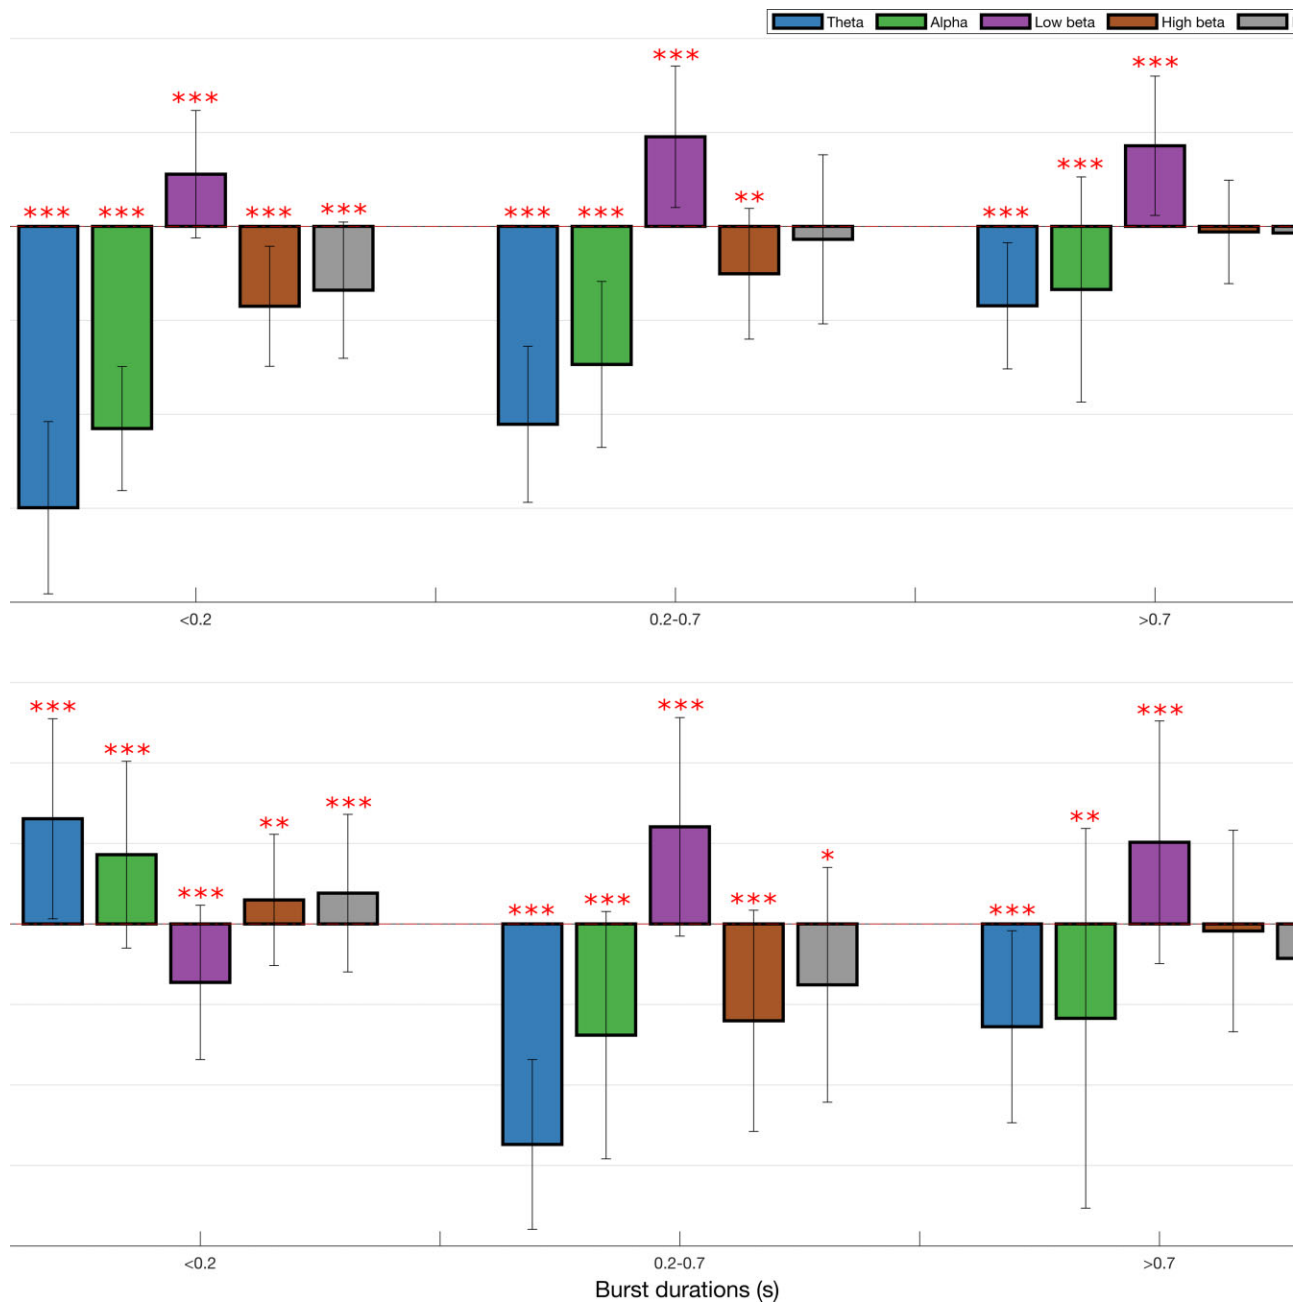 Theta Alpha Low beta High beta
***
*** ***
*** *** *** *** *** *** *** ** ***
<0.2 0.2-0.7 >0.7
*** *** ***
*** ** *** ** *
*** *** *** *** ***
<0.2 0.2-0.7 >0.7
Burst durations (s)